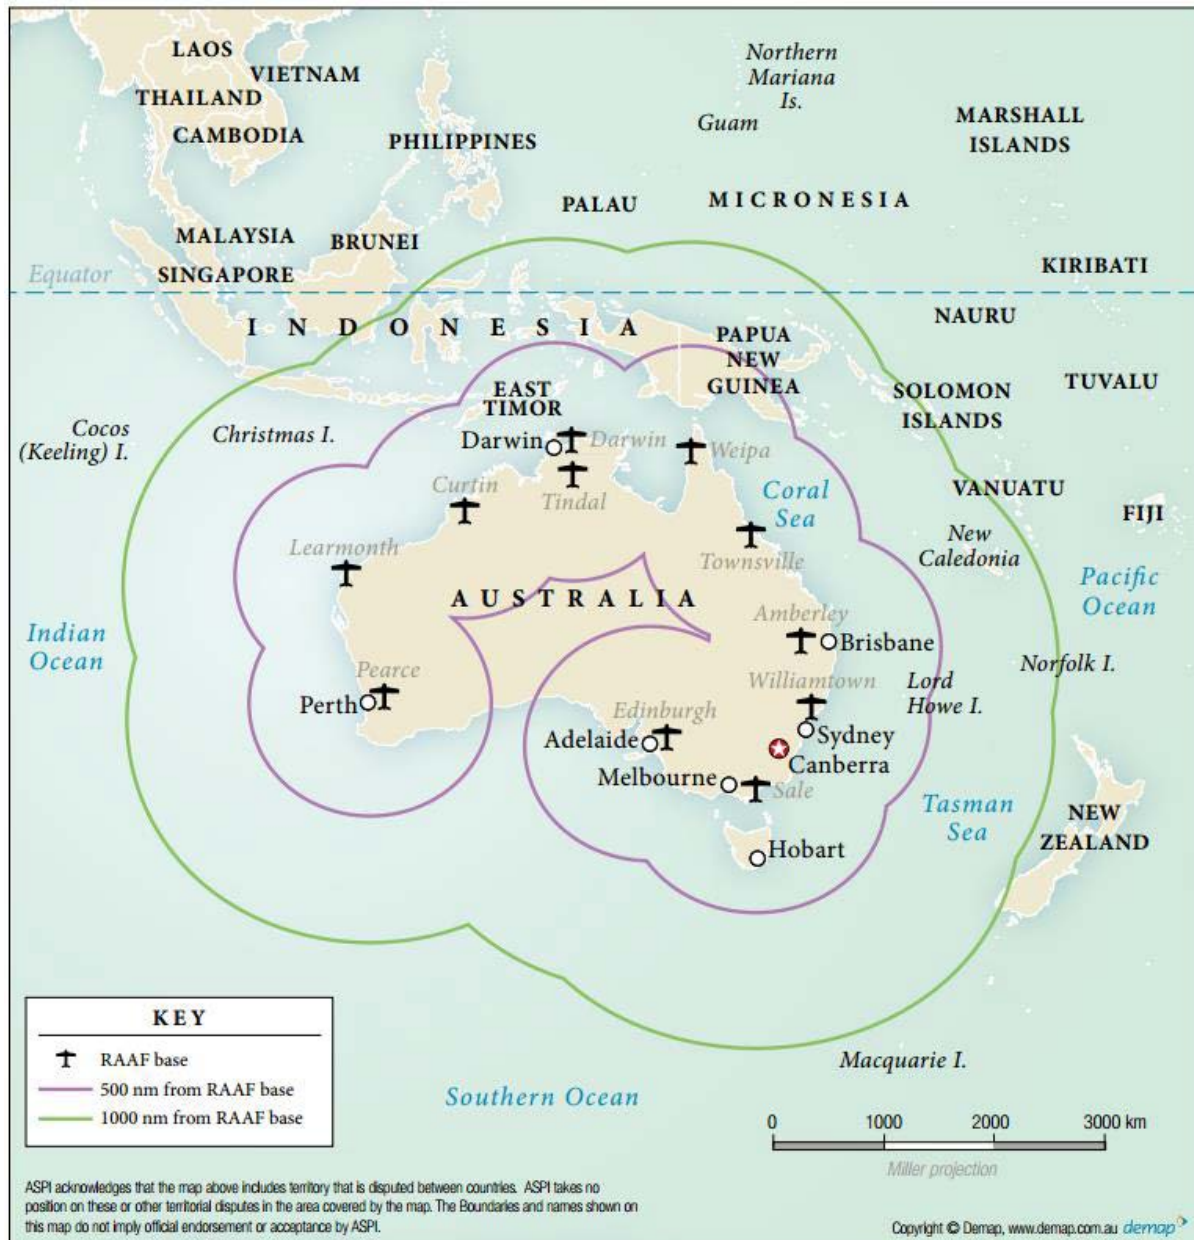 LAOS
VIETNAM
THAILAND
CAMBODIA
PHILIPPINES
Northern
Mariana
Is.
Guam
MARSHALL
ISLANDS
PALAU
MICRONESIA
MALAYSIA
BRUNEI
SINGAPORE
Equator
KIRIBATI
NAURU
INDONESIA
PAPUA
NEW
GUINEA
SOLOMON
ISLANDS
TUVALU
EAST
TIMOR
Cocos
(Keeling) I.
Christmas I.
Darwin
Darwin
Weipa
Tindal
Curtin
Coral
Sea
VANUATU
FIJI
New
Caledonia
Learmonth
Townsville
Pacific
Ocean
AUSTRALIA
Indian
Ocean
Amberley
Brisbane
Norfolk I.
Pearce
Perth
Williamtown
Lord
Howe I.
Edinburgh
Adelaide
Sydney
Canberra
Melbourne
Sale
Tasman
Sea
NEW
ZEALAND
Hobart
KEY
RAAF base
500 nm from RAAF base
1000 nm from RAAF base
Macquarie I.
Southern Ocean
0 1000 2000 3000 km
Miller projection
ASPI acknowledges that the map above includes territory that is disputed between countries. ASPI takes no
position on these or other territorial disputes in the area covered by the map. The Boundaries and names shown on
this map do not imply official endorsement or acceptance by ASPI.
Copyright © Demap, www.demap.com.au demap